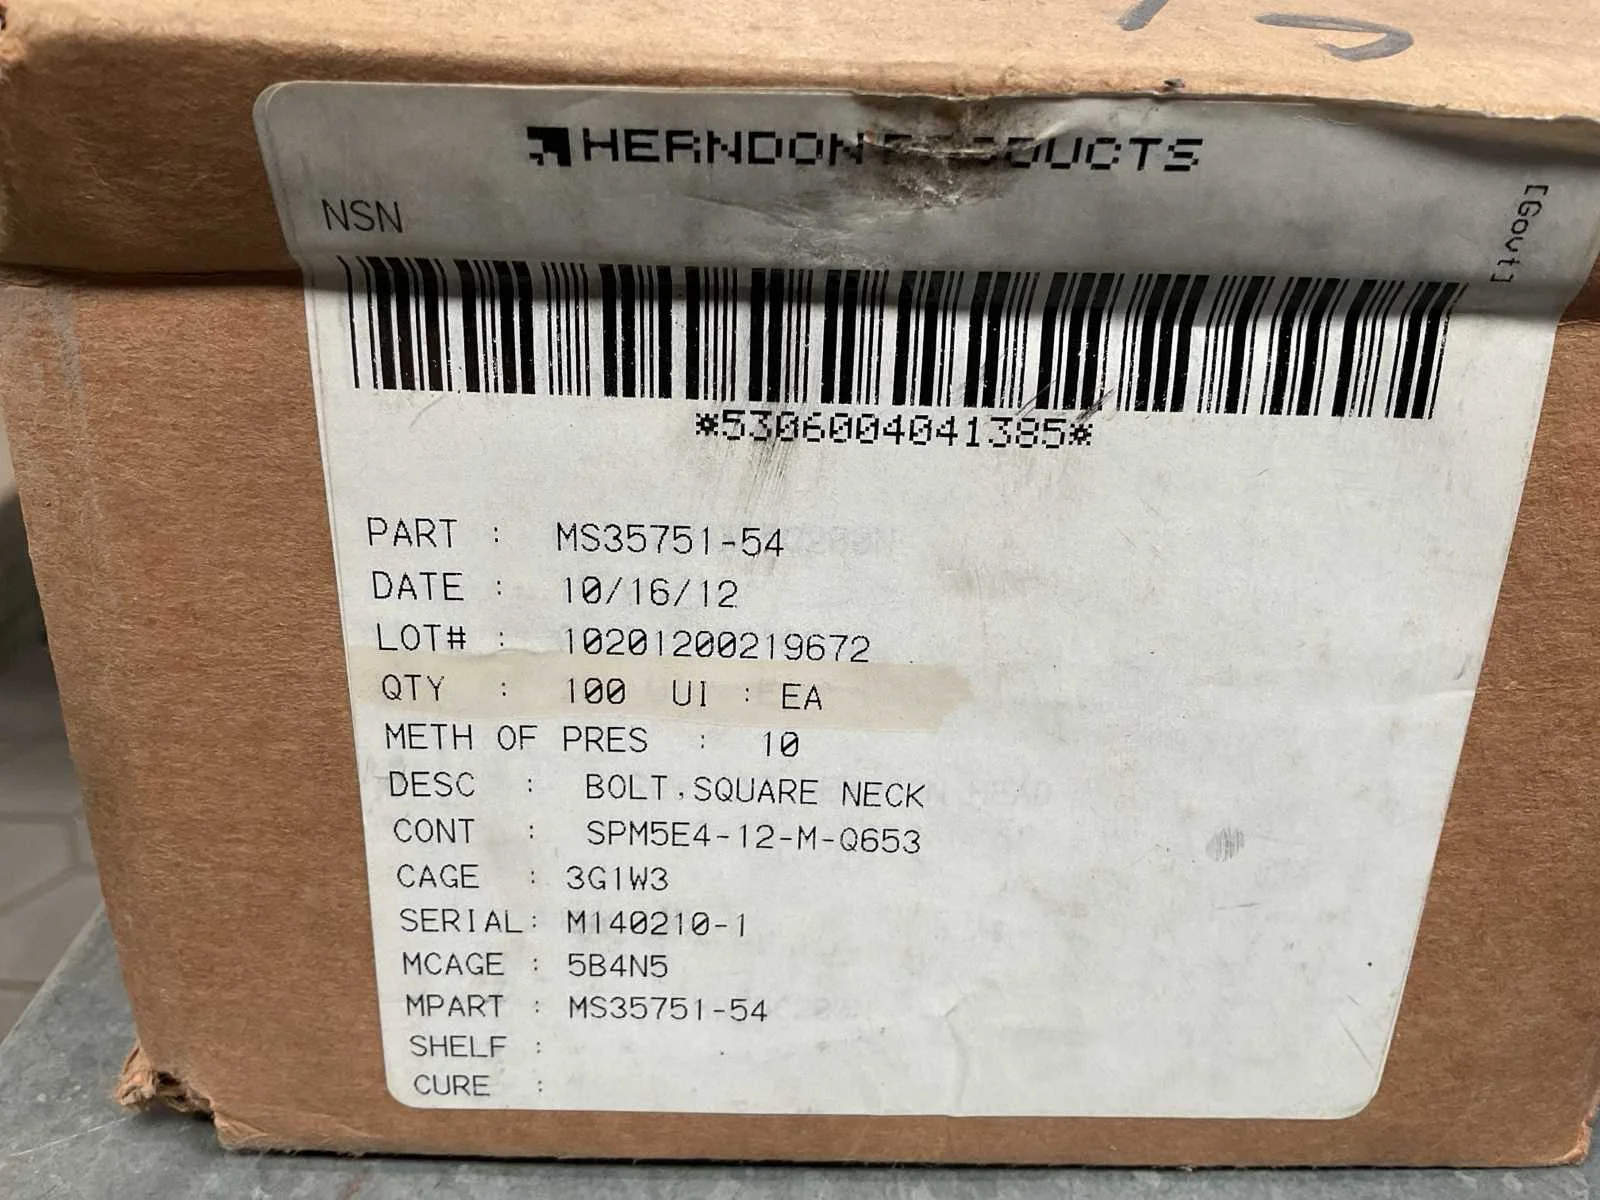 HERNDON PRODUCTS
NSN
[Govt]
*5306004041385*
PART : MS35751-54
DATE : 10/16/12
LOT# : 10201200219672
QTY : 100 UI : EA
METH OF PRES : 10
DESC : BOLT,SQUARE NECK
CONT : SPM5E4-12-M-Q653
CAGE : 3G1W3
SERIAL: M140210-1
MCAGE : 5B4N5
MPART : MS35751-54
SHELF :
CURE :